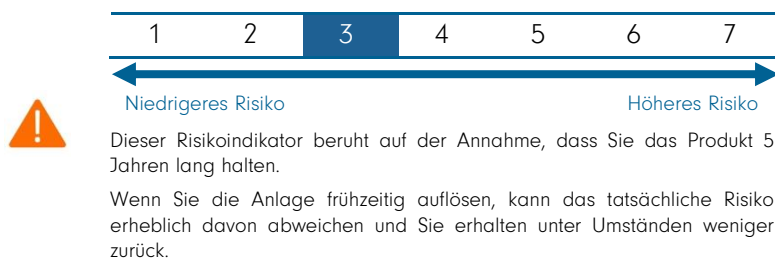 1 2 3 4 5 6 7
Niedrigeres Risiko Höheres Risiko
Dieser Risikoindikator beruht auf der Annahme, dass Sie das Produkt 5
Jahren lang halten.
Wenn Sie die Anlage frühzeitig auflösen, kann das tatsächliche Risiko
erheblich davon abweichen und Sie erhalten unter Umständen weniger
zurück.